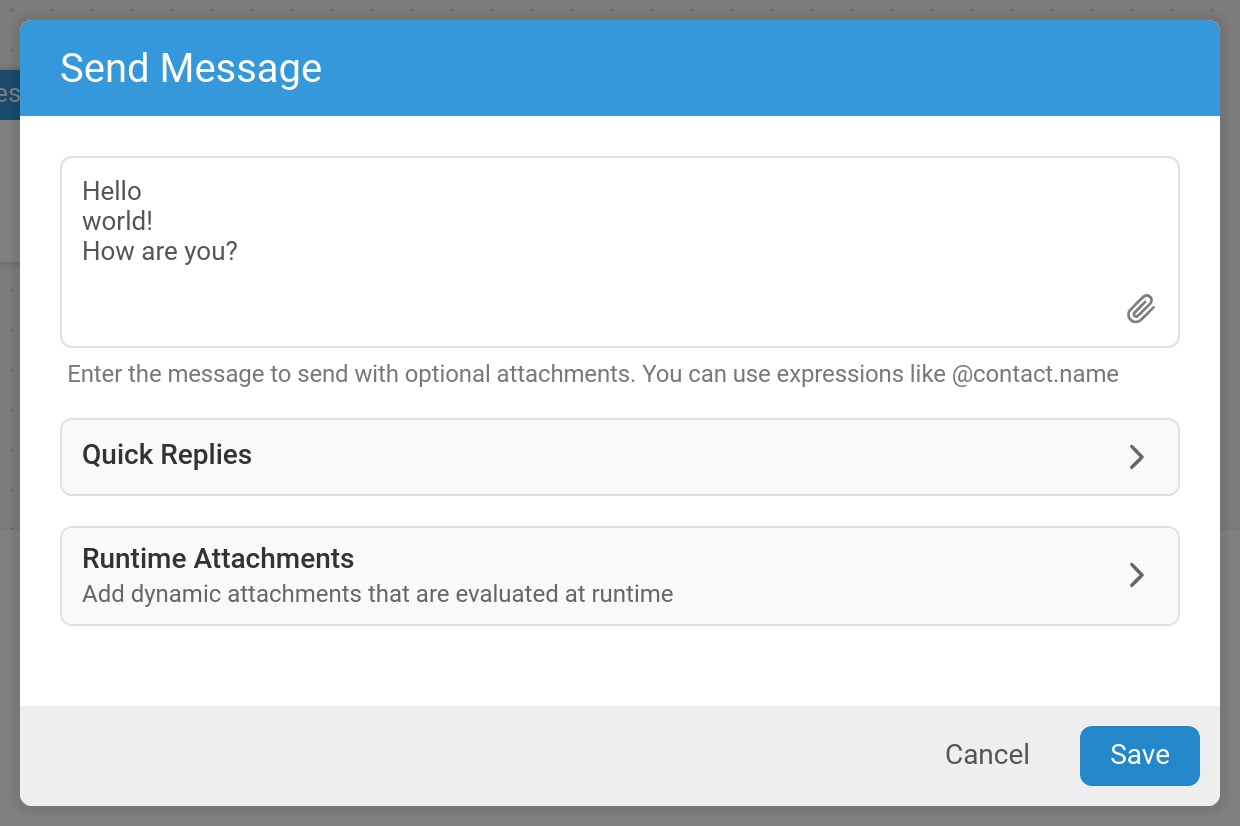 Send Message
es
Hello
world!
How are you?
Enter the message to send with optional attachments. You can use expressions like @contact.name
Quick Replies
Runtime Attachments
Add dynamic attachments that are evaluated at runtime
Cancel
Save